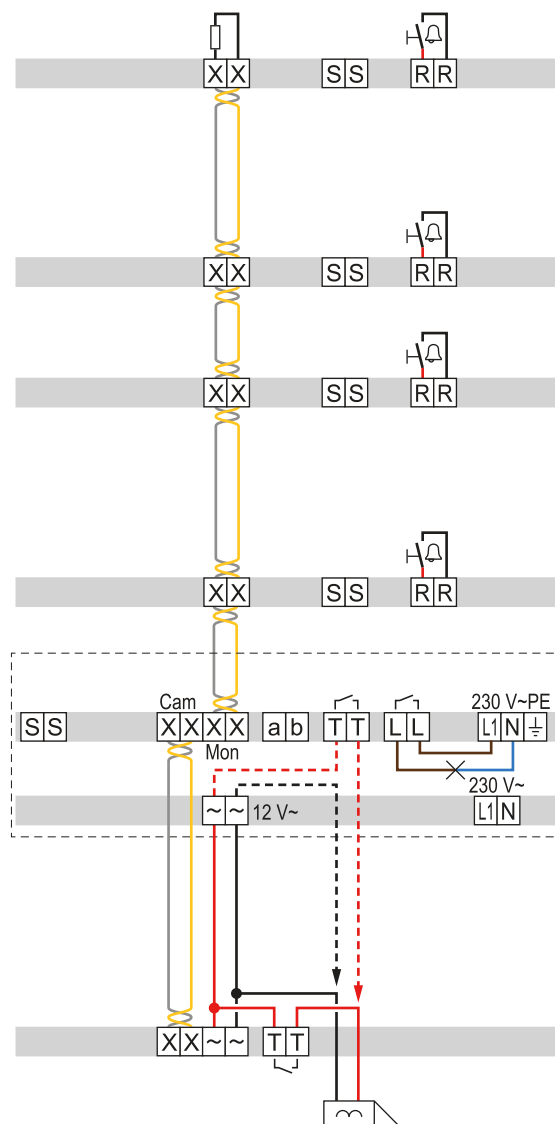 X X S S R R
X X S S R R
X X S S R R
X X S S R R
Cam 230 V~PE
S S X X X X a b T T L L L1 N
Mon
230 V~
~ ~ 12 V~ L1 N
X X ~ ~ T T